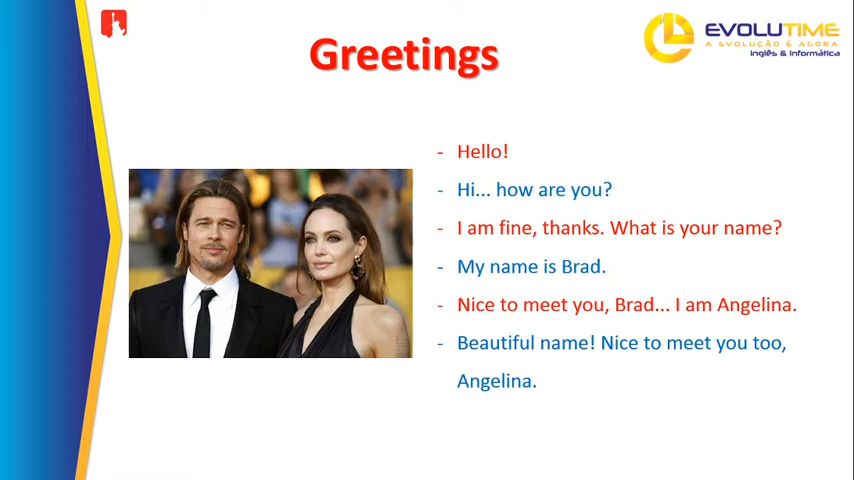 Greetings
EVOLUTIME
A EVOLUÇÃO É AGORA
Inglês & Informática
- Hello!
- Hi... how are you?
- I am fine, thanks. What is your name?
- My name is Brad.
- Nice to meet you, Brad... I am Angelina.
- Beautiful name! Nice to meet you too,
Angelina.